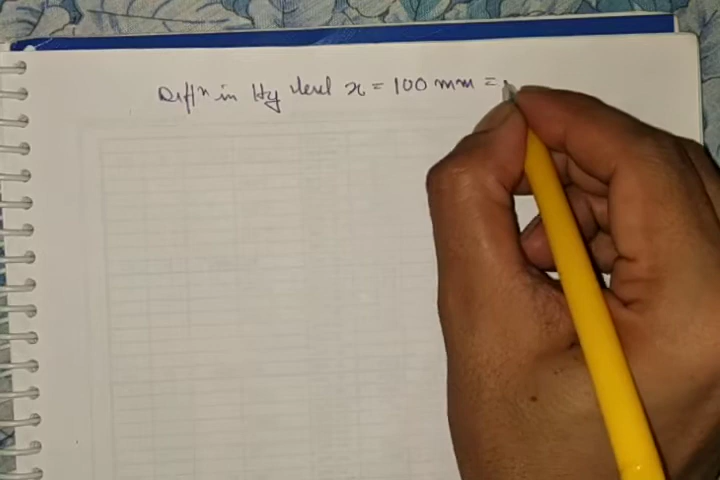 Diffn in Hg level x = 100 mm =